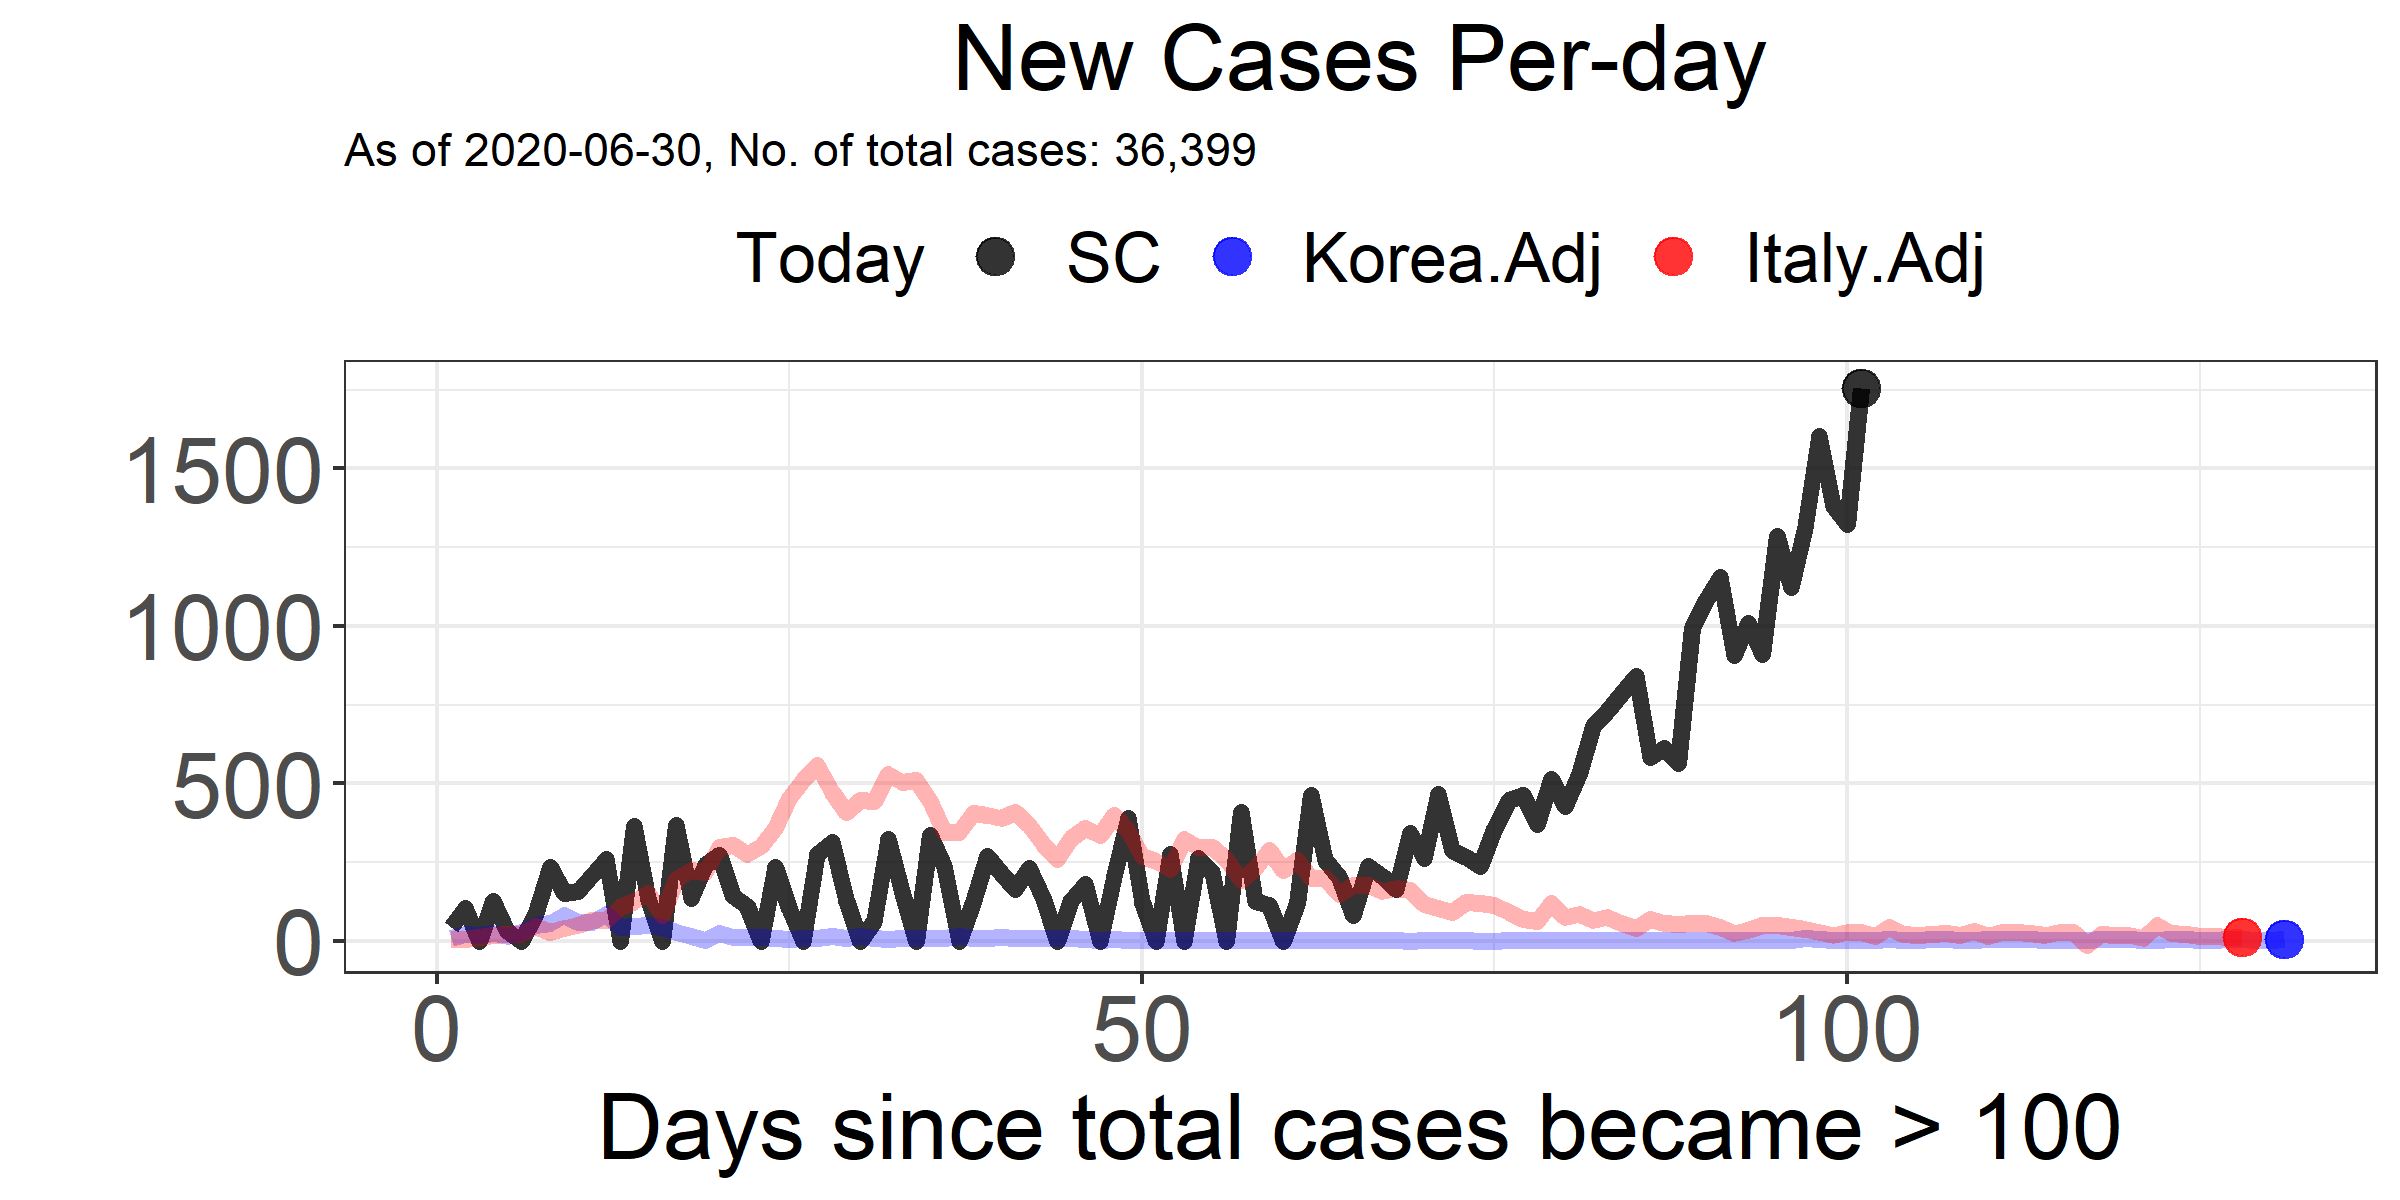 New Cases Per-day
As of 2020-06-30, No. of total cases: 36,399
Today SC Korea.Adj Italy.Adj
1500
1000
500
0
0 50 100
Days since total cases became > 100